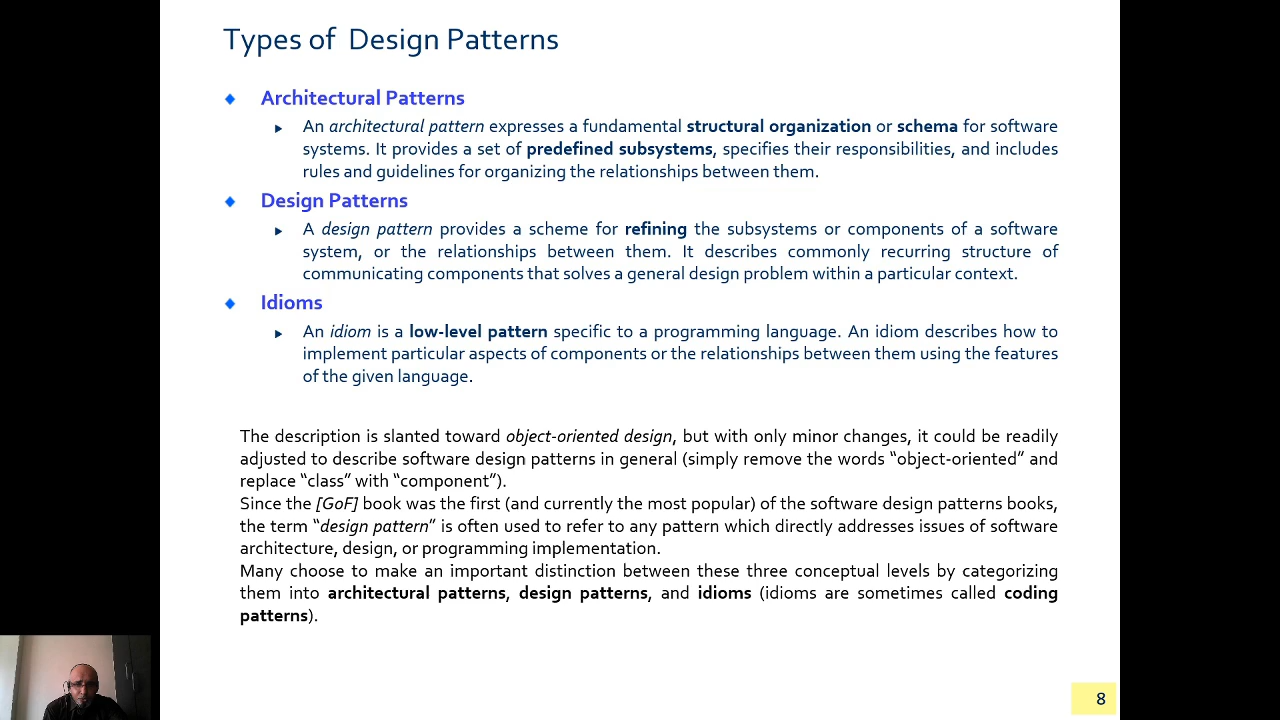 Types of Design Patterns
Architectural Patterns
An architectural pattern expresses a fundamental structural organization or schema for software
systems. It provides a set of predefined subsystems, specifies their responsibilities, and includes
rules and guidelines for organizing the relationships between them.
Design Patterns
A design pattern provides a scheme for refining the subsystems or components of a software
system, or the relationships between them. It describes commonly recurring structure of
communicating components that solves a general design problem within a particular context.
Idioms
An idiom is a low-level pattern specific to a programming language. An idiom describes how to
implement particular aspects of components or the relationships between them using the features
of the given language.
The description is slanted toward object-oriented design, but with only minor changes, it could be readily
adjusted to describe software design patterns in general (simply remove the words “object-oriented” and
replace “class” with “component”).
Since the [GoF] book was the first (and currently the most popular) of the software design patterns books,
the term “design pattern” is often used to refer to any pattern which directly addresses issues of software
architecture, design, or programming implementation.
Many choose to make an important distinction between these three conceptual levels by categorizing
them into architectural patterns, design patterns, and idioms (idioms are sometimes called coding
patterns).
8